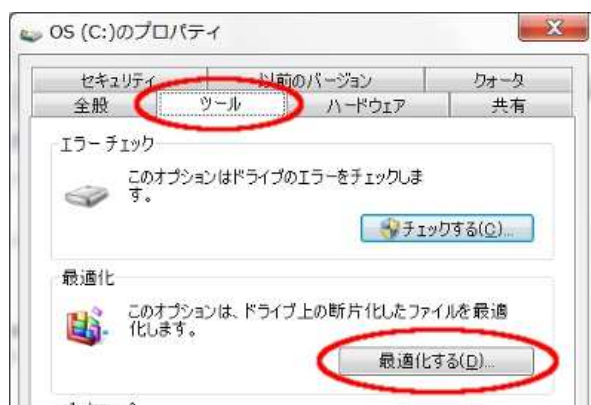 OS (C:)のプロパティ
セキュリティ 以前のバージョン クォータ
全般 ツール ハードウェア 共有
エラー チェック
このオプションはドライブのエラーをチェックしま
す。
チェックする(C)...
最適化
このオプションは、ドライブ上の断片化したファイルを最適
化します。
最適化する(D)...